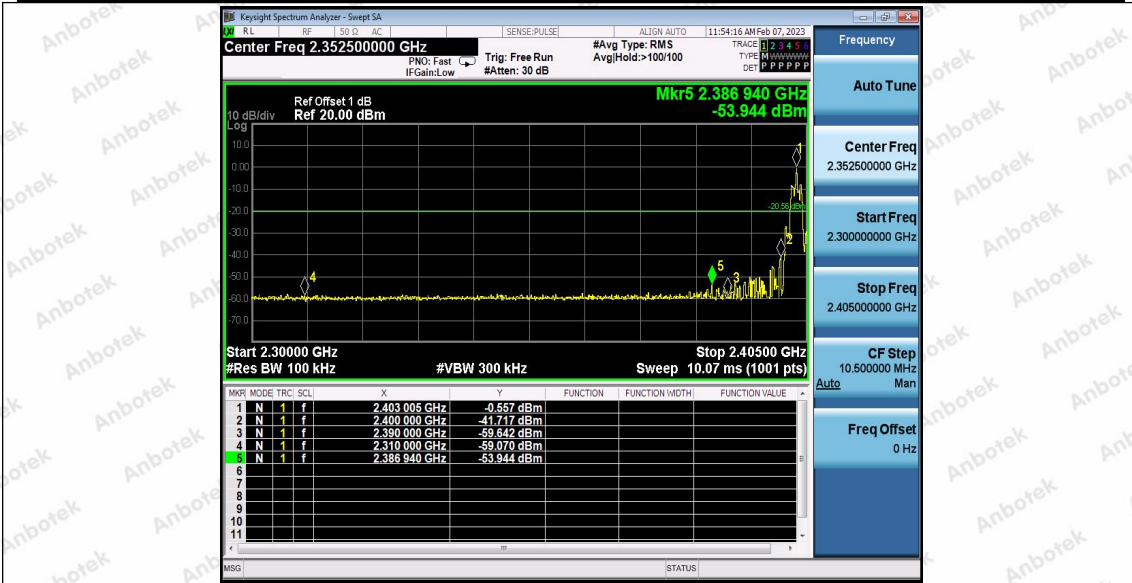 Keysight Spectrum Analyzer - Swept SA
RL RF 50 Ω AC SENSE:PULSE ALIGN AUTO 11:54:16 AM Feb 07, 2023
Center Freq 2.352500000 GHz
PNO: Fast
IFGain:Low
Trig: Free Run
#Atten: 30 dB
#Avg Type: RMS
Avg|Hold:>100/100
TRACE 1 2 3 4 5 6
TYPE M WWWWW
DET P P P P P P
Mkr5 2.386 940 GHz
-53.944 dBm
Ref Offset 1 dB
Ref 20.00 dBm
10 dB/div
Log
10.0
0.00
-10.0
-20.0
-30.0
-40.0
-50.0
-60.0
-70.0
-20.56 dBm
1
2
3
4
5
Start 2.30000 GHz
Stop 2.40500 GHz
#Res BW 100 kHz
#VBW 300 kHz
Sweep 10.07 ms (1001 pts)
MKR MODE TRC SCL X Y FUNCTION FUNCTION WIDTH FUNCTION VALUE
1 N 1 f 2.403 005 GHz -0.557 dBm
2 N 1 f 2.400 000 GHz -41.717 dBm
3 N 1 f 2.390 000 GHz -59.642 dBm
4 N 1 f 2.310 000 GHz -59.070 dBm
5 N 1 f 2.386 940 GHz -53.944 dBm
6
7
8
9
10
11
MSG
STATUS
Frequency
Auto Tune
Center Freq
2.352500000 GHz
Start Freq
2.300000000 GHz
Stop Freq
2.405000000 GHz
CF Step
10.500000 MHz
Auto Man
Freq Offset
0 Hz
Anbotek